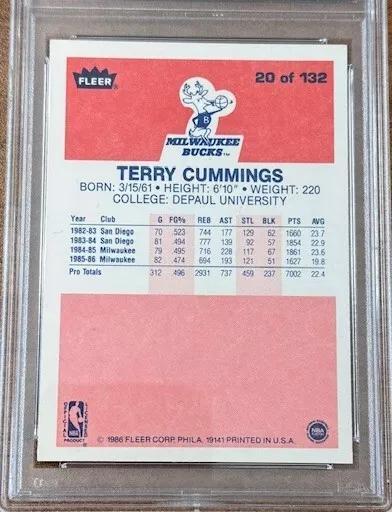 FLEER®
20 of 132
B
MILWAUKEE
BUCKS™
TERRY CUMMINGS
BORN: 3/15/61 • HEIGHT: 6'10" • WEIGHT: 220
COLLEGE: DEPAUL UNIVERSITY
Year Club G FG% REB AST STL BLK PTS AVG
1982-83 San Diego 70 .523 744 177 129 62 1660 23.7
1983-84 San Diego 81 .494 777 139 92 57 1854 22.9
1984-85 Milwaukee 79 .495 716 228 117 67 1861 23.6
1985-86 Milwaukee 82 .474 694 193 121 51 1627 19.8
Pro Totals 312 .496 2931 737 459 237 7002 22.4
OFFICIAL LICENSED
PRODUCT
NBA
© 1986 FLEER CORP. PHILA. 19141 PRINTED IN U.S.A.